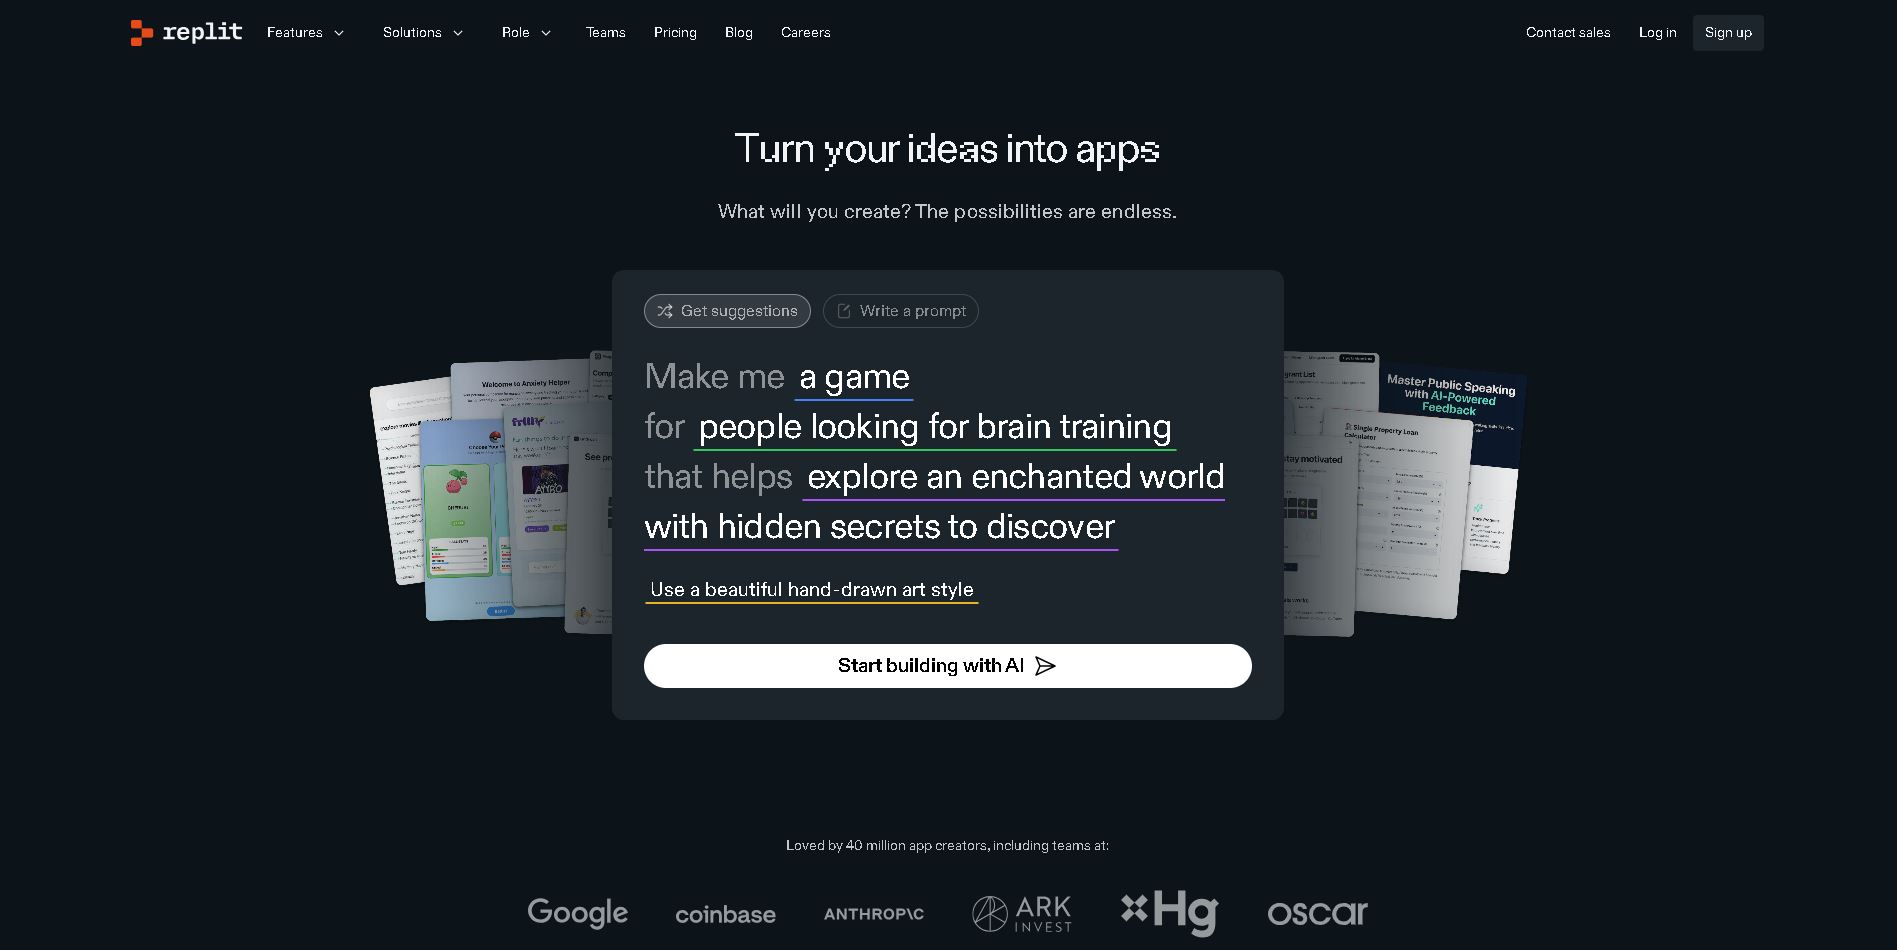 replit
Features
Solutions
Role
Teams
Pricing
Blog
Careers
Contact sales
Log in
Sign up
Turn your ideas into apps
What will you create? The possibilities are endless.
Get suggestions
Write a prompt
Make me a game
for people looking for brain training
that helps explore an enchanted world
with hidden secrets to discover
Use a beautiful hand-drawn art style
Start building with AI
Welcome to Anxiety Helper
frilly
See
Master Public Speaking
with AI-Powered
Feedback
Single Property Loan
Calculator
stay motivated
Loved by 40 million app creators, including teams at:
Google
coinbase
ANTHROP\C
ARK
INVEST
Hg
oscar